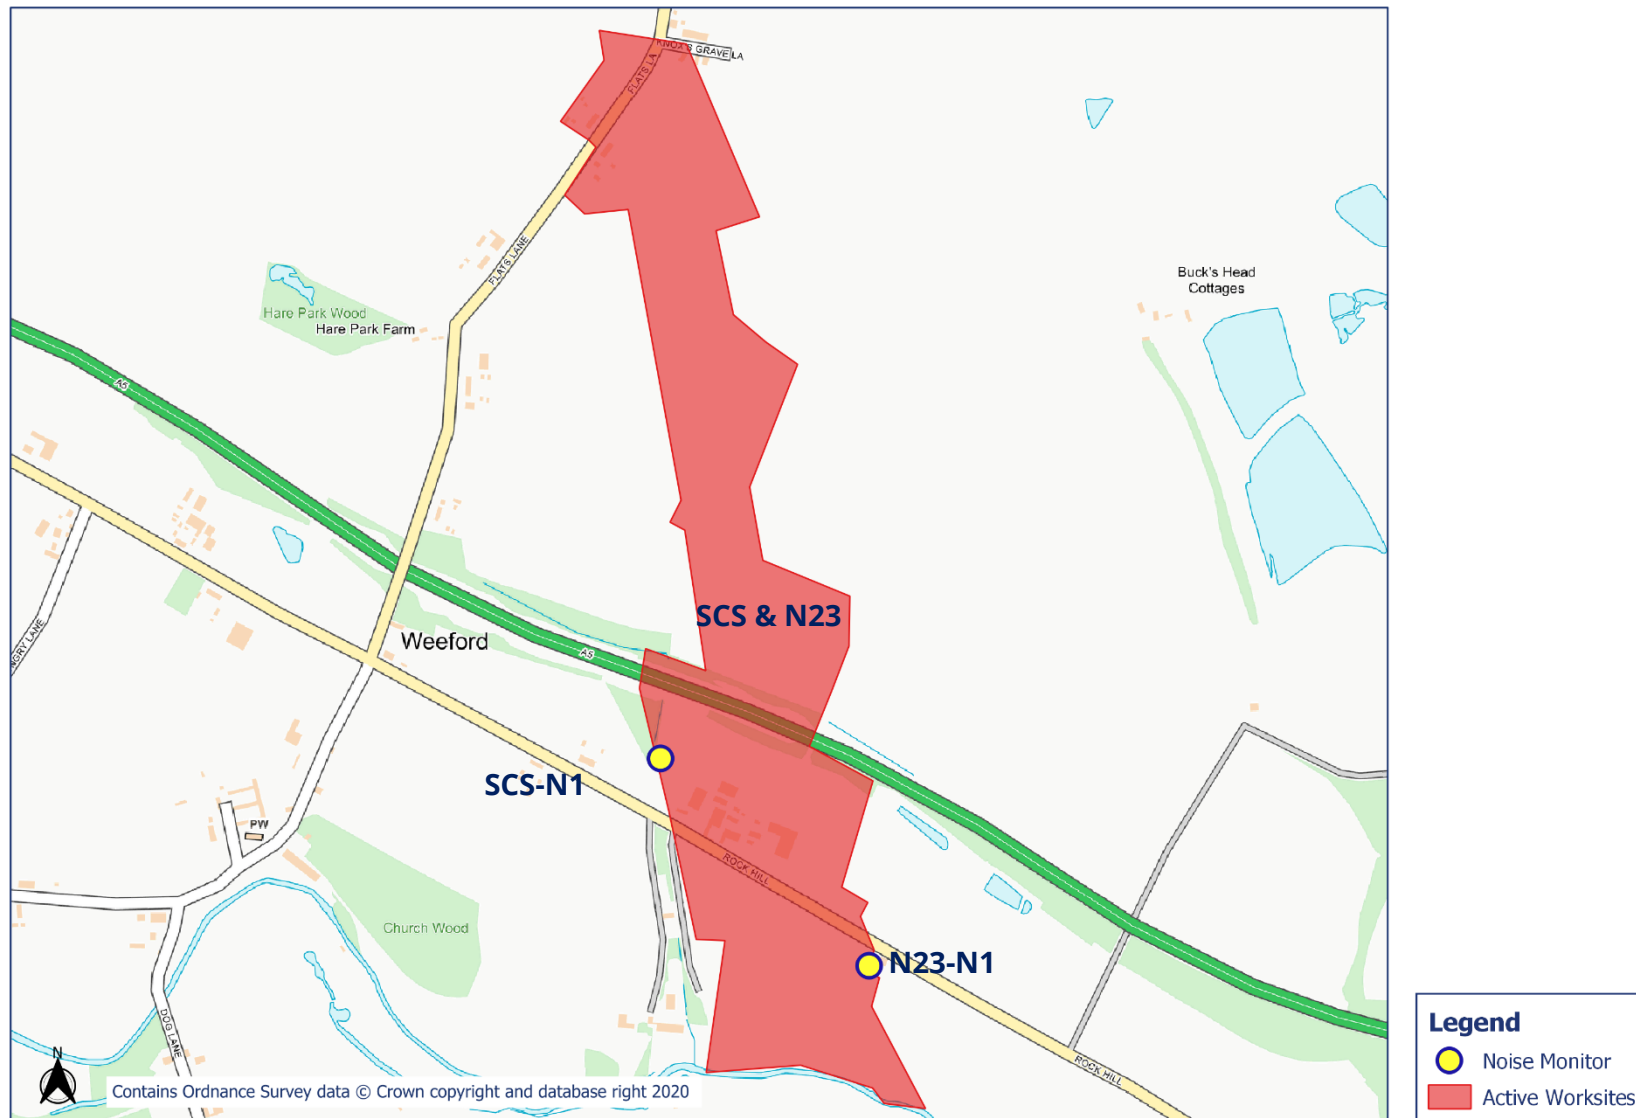 KNOX'S GRAVE LA
FLATS LA
FLATS LANE
Buck's Head
Cottages
Hare Park Wood
Hare Park Farm
A5
SCS & N23
Weeford
A5
NGRY LANE
SCS-N1
PW
ROCK HILL
Church Wood
N23-N1
DOG LANE
ROCK HILL
N
Contains Ordnance Survey data © Crown copyright and database right 2020
Legend
Noise Monitor
Active Worksites